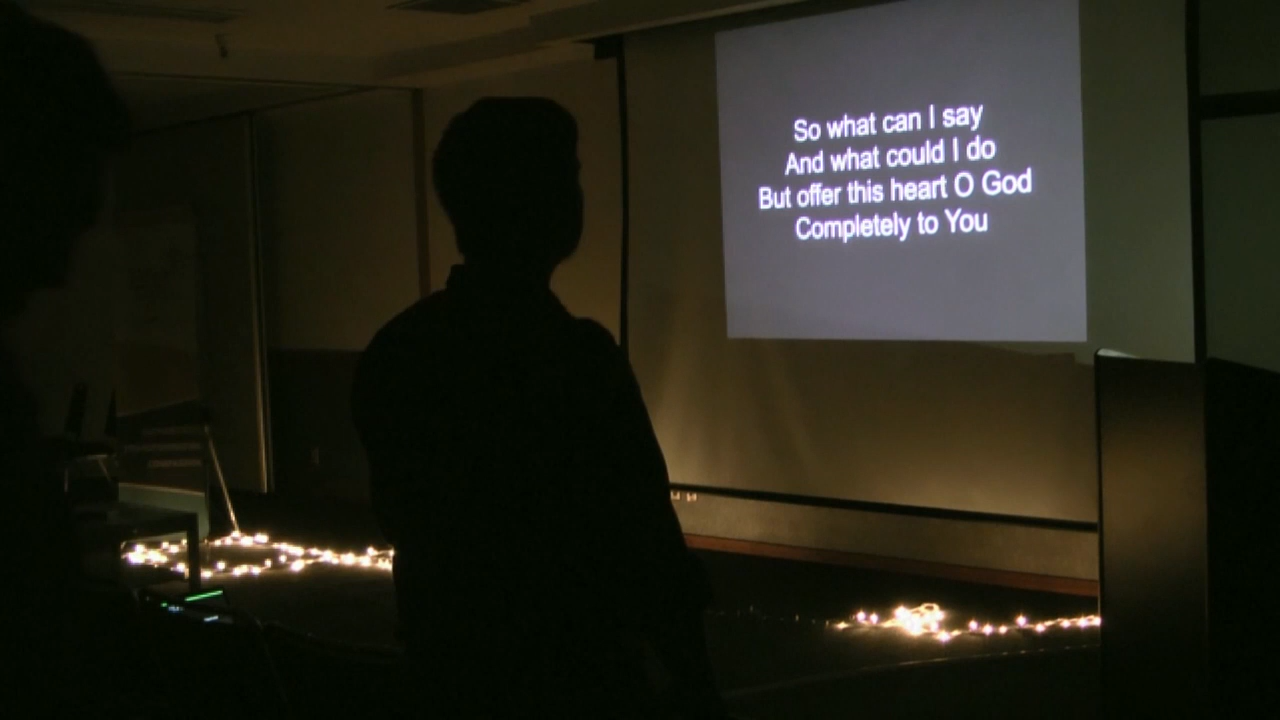 So what can I say
And what could I do
But offer this heart O God
Completely to You